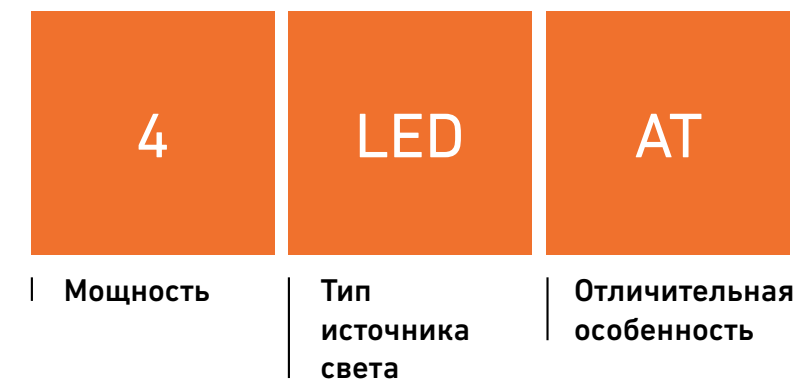 4
LED
AT
Мощность
Тип
источника
света
Отличительная
особенность